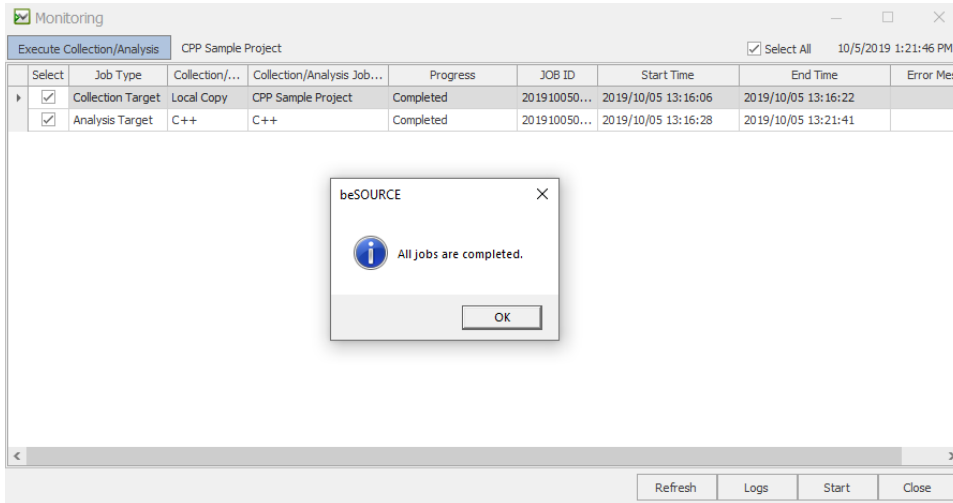 Monitoring
Execute Collection/Analysis CPP Sample Project Select All 10/5/2019 1:21:46 PM
Select Job Type Collection/... Collection/Analysis Job... Progress JOB ID Start Time End Time Error Mes
Collection Target Local Copy CPP Sample Project Completed 201910050... 2019/10/05 13:16:06 2019/10/05 13:16:22
Analysis Target C++ C++ Completed 201910050... 2019/10/05 13:16:28 2019/10/05 13:21:41
beSOURCE
All jobs are completed.
OK
Refresh Logs Start Close